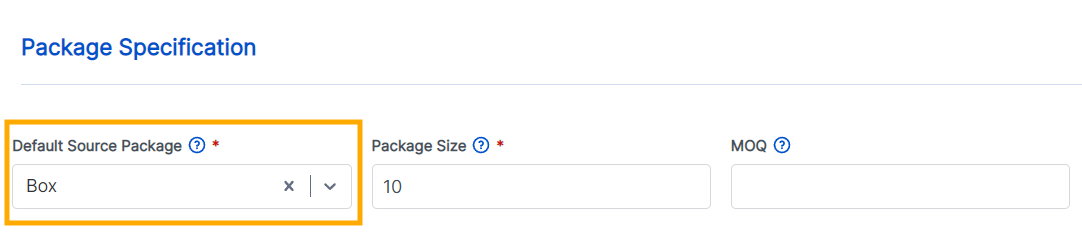 Package Specification
Default Source Package ? *
Package Size ? *
MOQ ?
Box
10